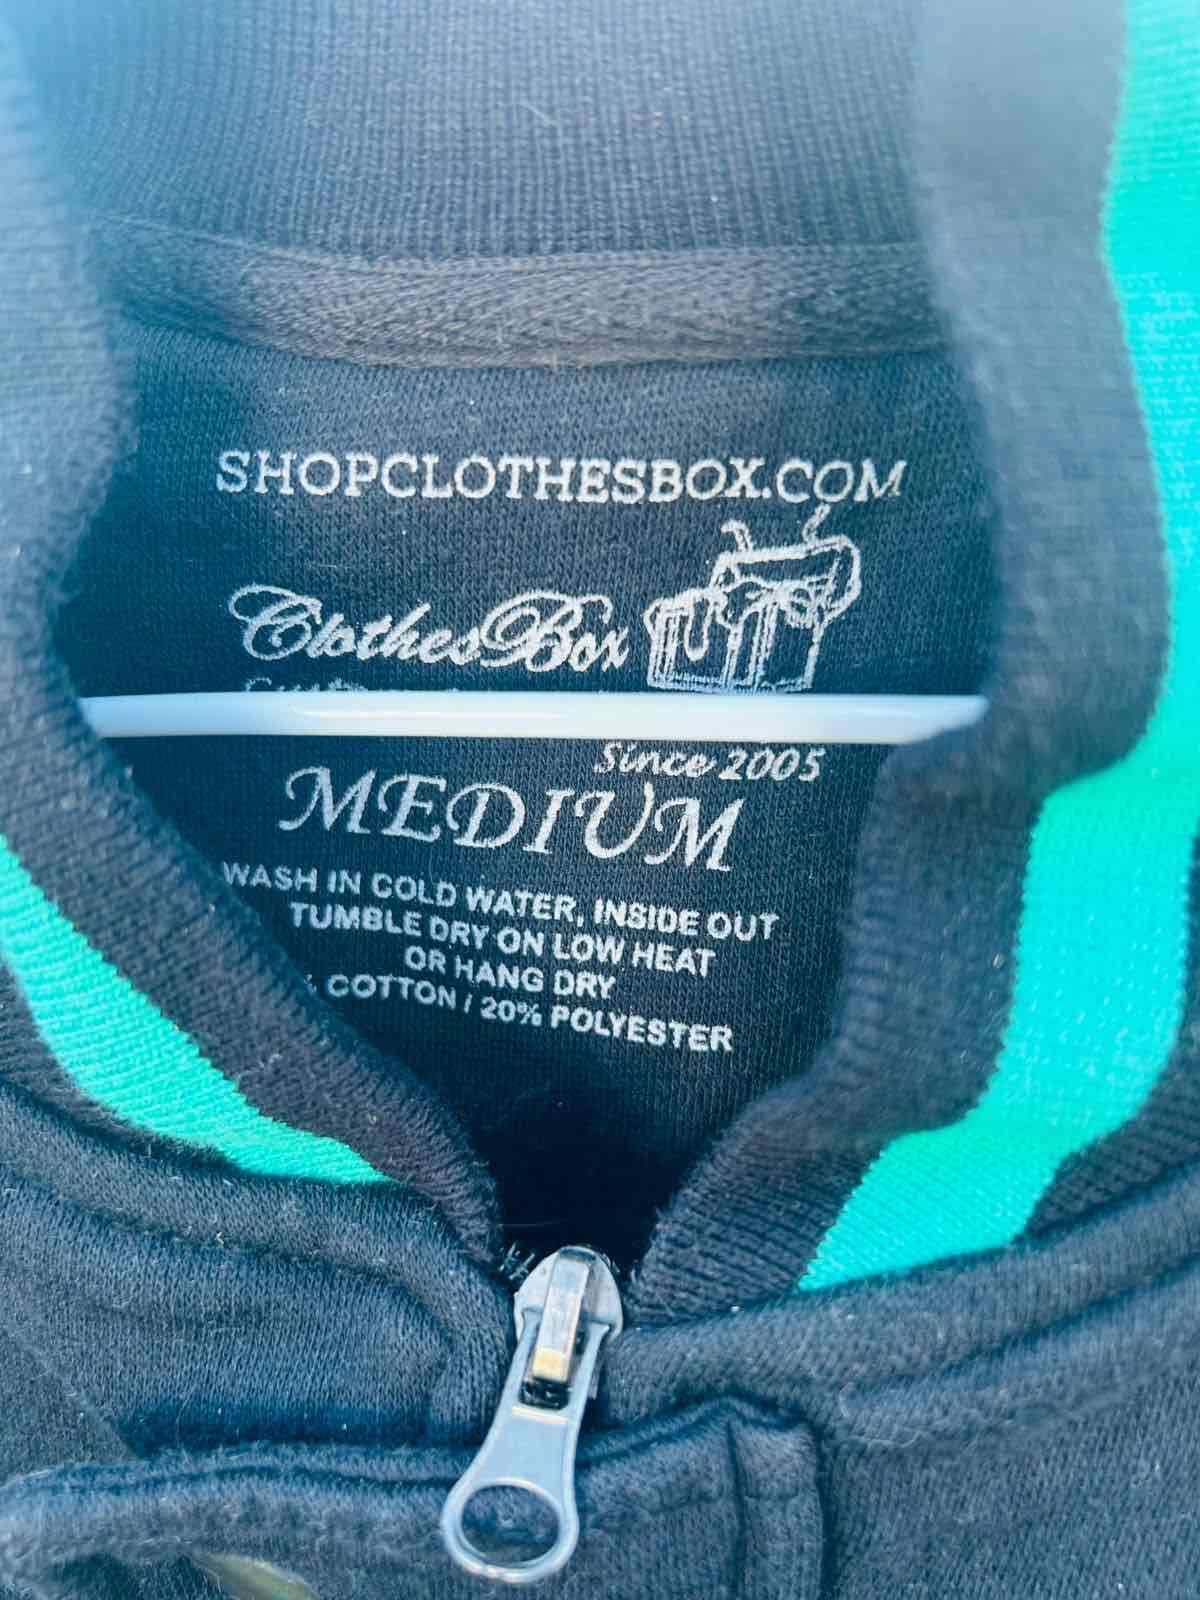 SHOPCLOTHESBOX.COM
ClothesBox
Since 2005
MEDIUM
WASH IN COLD WATER, INSIDE OUT
TUMBLE DRY ON LOW HEAT
OR HANG DRY
% COTTON / 20% POLYESTER